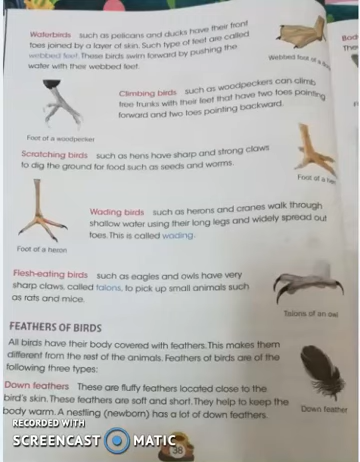 Waterbirds such as pelicans and ducks have their front
toes joined by a layer of skin. Such type of feet are called
webbed feet. These birds swim forward by pushing the
water with their webbed feet.
Webbed foot of a
Climbing birds such as woodpeckers can climb
tree trunks with their feet that have two toes pointing
forward and two toes pointing backward.
Foot of a woodpecker
Scratching birds such as hens have sharp and strong claws
to dig the ground for food such as seeds and worms.
Foot of a hen
Wading birds such as herons and cranes walk through
shallow water using their long legs and widely spread out
toes. This is called wading.
Foot of a heron
Flesh-eating birds such as eagles and owls have very
sharp claws, called talons, to pick up small animals such
as rats and mice.
Talons of an owl
FEATHERS OF BIRDS
All birds have their body covered with feathers. This makes them
different from the rest of the animals. Feathers of birds are of the
following three types:
Down feathers These are fluffy feathers located close to the
bird's skin. These feathers are soft and short. They help to keep the
body warm. A nestling (newborn) has a lot of down feathers.
Down feather
RECORDED WITH
SCREENCAST MATIC
38